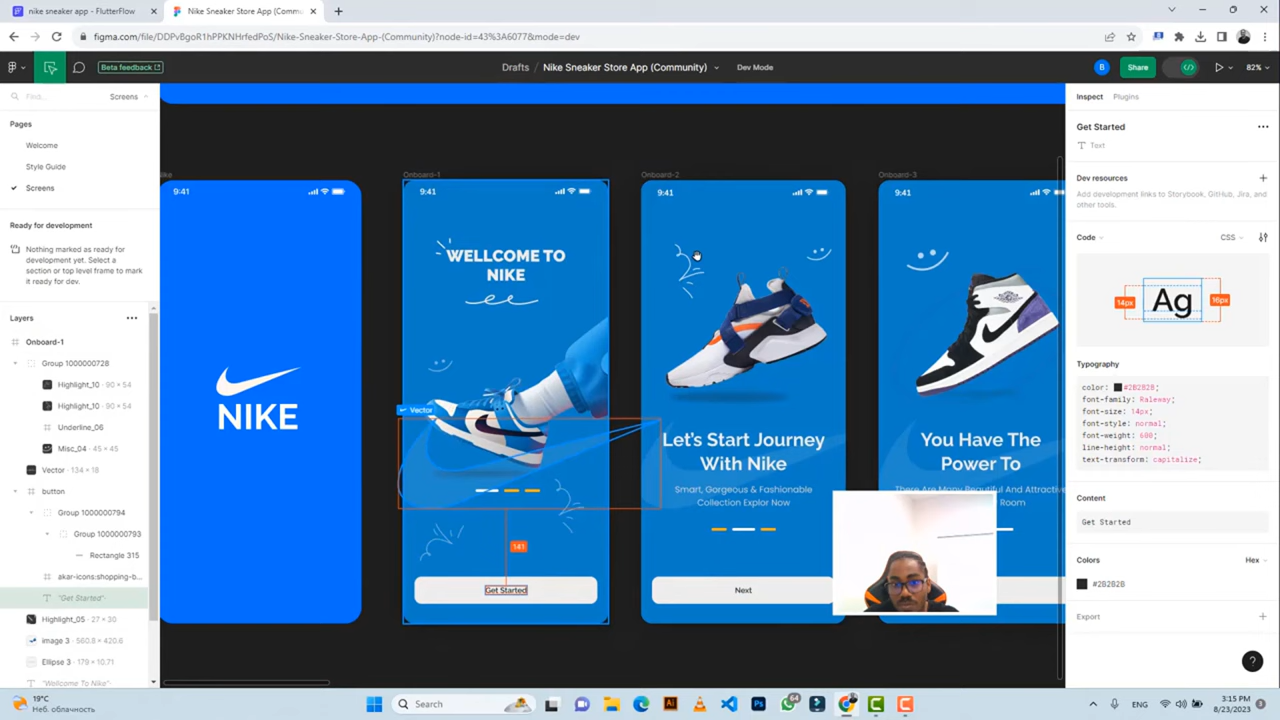 nike sneaker app - FlutterFlow
Nike Sneaker Store App (Commu
figma.com/file/DDPvBgoR1hPPKNHrfedPoS/Nike-Sneaker-Store-App-(Community)?node-id=43%3A6077&mode=dev
Beta feedback
Drafts / Nike Sneaker Store App (Community)
Dev Mode
B
Share
82%
Find...
Screens
Pages
Welcome
Style Guide
Screens
Ready for development
Nothing marked as ready for
development yet. Select a
section or top level frame to mark
it ready for dev.
Layers
Onboard-1
Group 1000000728
Highlight_10 · 90 × 54
Highlight_10 · 90 × 54
Underline_06
Misc_04 · 45 × 45
Vector · 134 × 18
button
Group 1000000794
Group 1000000793
Rectangle 315
akar-icons:shopping-b...
"Get Started"
Highlight_05 · 27 × 30
image 3 · 560.8 × 420.6
Ellipse 3 · 179 × 10.71
"Wellcome To Nike"
Nike
9:41
NIKE
Onboard-1
9:41
WELLCOME TO
NIKE
Vector
141
Get Started
Onboard-2
9:41
Let's Start Journey
With Nike
Smart, Gorgeous & Fashionable
Collection Explor Now
Next
Onboard-3
9:41
You Have The
Power To
There Are Many Beautiful And Attractive
Room
Inspect
Plugins
Get Started
Text
Dev resources
Add development links to Storybook, GitHub, Jira, and
other tools.
Code
CSS
14px
Ag
16px
Typography
color: #2B2B2B;
font-family: Raleway;
font-size: 14px;
font-style: normal;
font-weight: 600;
line-height: normal;
text-transform: capitalize;
Content
Get Started
Colors
Hex
#2B2B2B
Export
?
19°C
Неб. облачность
Search
64
ENG
3:15 PM
8/23/2023